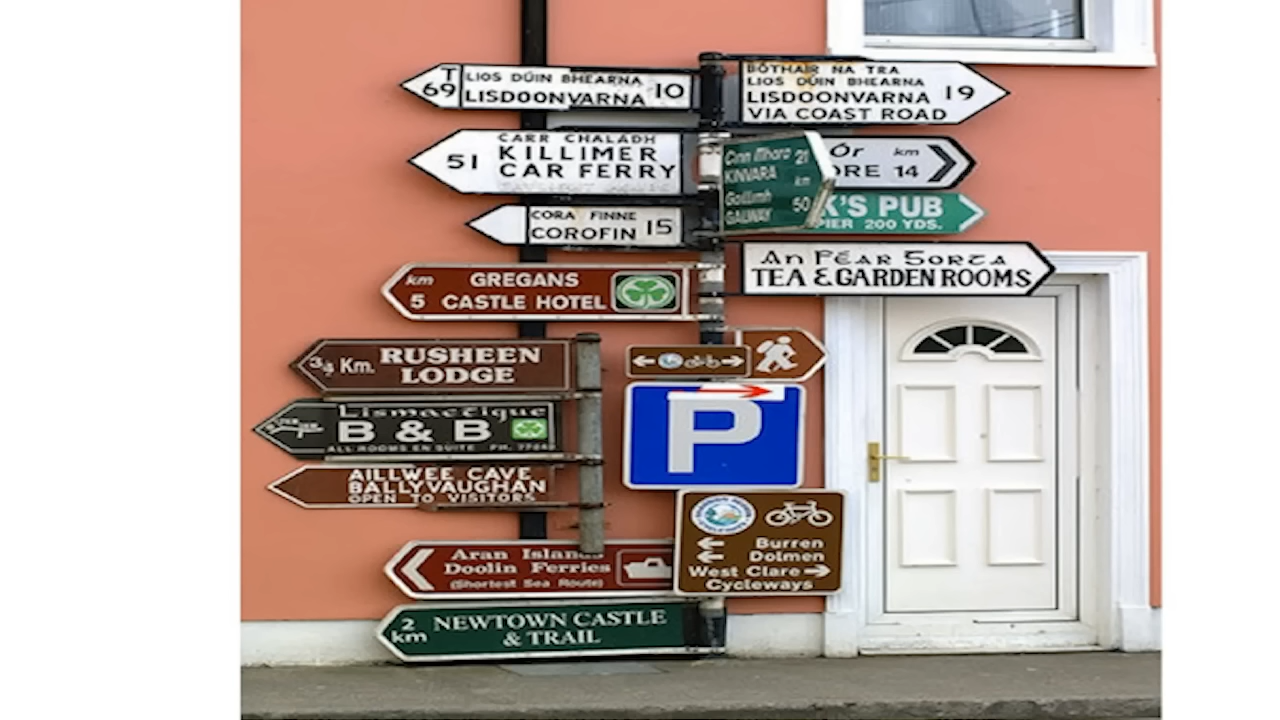 T
69
LIOS DÚIN BHEARNA
LISDOONVARNA
10
BÓTHAIR NA TRA
LIOS DÚIN BHEARNA
LISDOONVARNA 19
VIA COAST ROAD
CARR CHALADH
51 KILLIMER
CAR FERRY
Cinn Mhara 21
KINVARA km
Gaillimh
GALWAY 50
Ór km
ORE 14
K'S PUB
PIER 200 YDS.
CORA FINNE
COROFIN 15
An Féar Gorta
TEA & GARDEN ROOMS
km GREGANS
5 CASTLE HOTEL
3/4 Km. RUSHEEN
LODGE
Lismactigue
B & B
ALL ROOMS EN SUITE PH.
AILLWEE CAVE
BALLYVAUGHAN
OPEN TO VISITORS
P
Aran Islands
Doolin Ferries
(Shortest Sea Route)
Burren
Dolmen
West Clare
Cycleways
2 NEWTOWN CASTLE
km & TRAIL